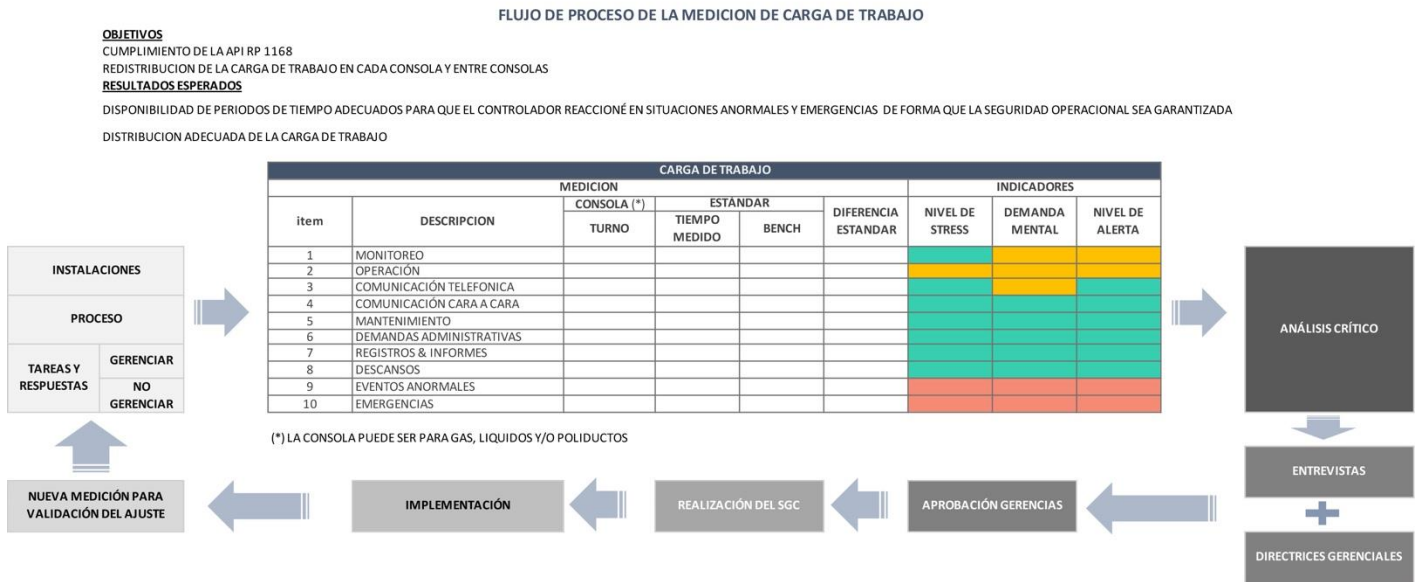 FLUJO DE PROCESO DE LA MEDICION DE CARGA DE TRABAJO
OBJETIVOS
CUMPLIMIENTO DE LA API RP 1168
REDISTRIBUCION DE LA CARGA DE TRABAJO EN CADA CONSOLA Y ENTRE CONSOLAS
RESULTADOS ESPERADOS
DISPONIBILIDAD DE PERIODOS DE TIEMPO ADECUADOS PARA QUE EL CONTROLADOR REACCIONÉ EN SITUACIONES ANORMALES Y EMERGENCIAS DE FORMA QUE LA SEGURIDAD OPERACIONAL SEA GARANTIZADA
DISTRIBUCION ADECUADA DE LA CARGA DE TRABAJO
INSTALACIONES
PROCESO
TAREAS Y
RESPUESTAS
GERENCIAR
NO
GERENCIAR
CARGA DE TRABAJO
MEDICION
INDICADORES
item
DESCRIPCION
CONSOLA (*)
TURNO
ESTANDAR
TIEMPO
MEDIDO
BENCH
DIFERENCIA
ESTANDAR
NIVEL DE
STRESS
DEMANDA
MENTAL
NIVEL DE
ALERTA
1 MONITOREO
2 OPERACIÓN
3 COMUNICACIÓN TELEFONICA
4 COMUNICACIÓN CARA A CARA
5 MANTENIMIENTO
6 DEMANDAS ADMINISTRATIVAS
7 REGISTROS & INFORMES
8 DESCANSOS
9 EVENTOS ANORMALES
10 EMERGENCIAS
(*) LA CONSOLA PUEDE SER PARA GAS, LIQUIDOS Y/O POLIDUCTOS
ANÁLISIS CRÍTICO
ENTREVISTAS
DIRECTRICES GERENCIALES
APROBACIÓN GERENCIAS
REALIZACIÓN DEL SGC
IMPLEMENTACIÓN
NUEVA MEDICIÓN PARA
VALIDACIÓN DEL AJUSTE